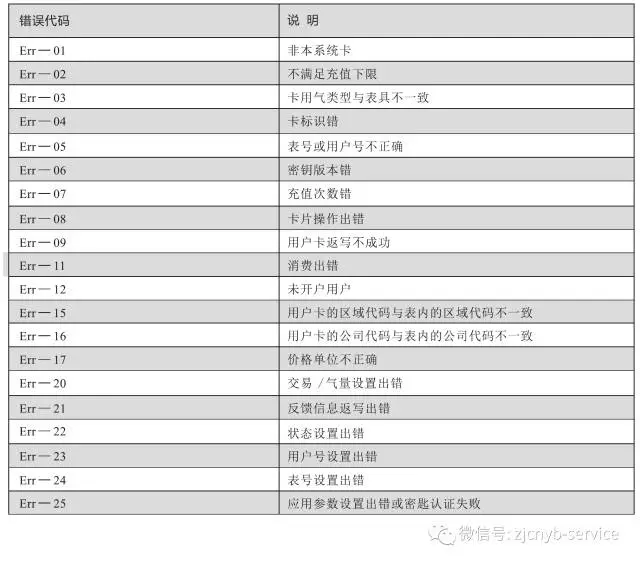 错误代码 说 明
Err—01 非本系统卡
Err—02 不满足充值下限
Err—03 卡用气类型与表具不一致
Err—04 卡标识错
Err—05 表号或用户号不正确
Err—06 密钥版本错
Err—07 充值次数错
Err—08 卡片操作出错
Err—09 用户卡返写不成功
Err—11 消费出错
Err—12 未开户用户
Err—15 用户卡的区域代码与表内的区域代码不一致
Err—16 用户卡的公司代码与表内的公司代码不一致
Err—17 价格单位不正确
Err—20 交易/气量设置出错
Err—21 反馈信息返写出错
Err—22 状态设置出错
Err—23 用户号设置出错
Err—24 表号设置出错
Err—25 应用参数设置出错或密匙认证失败
微信号: zjcnyb-service